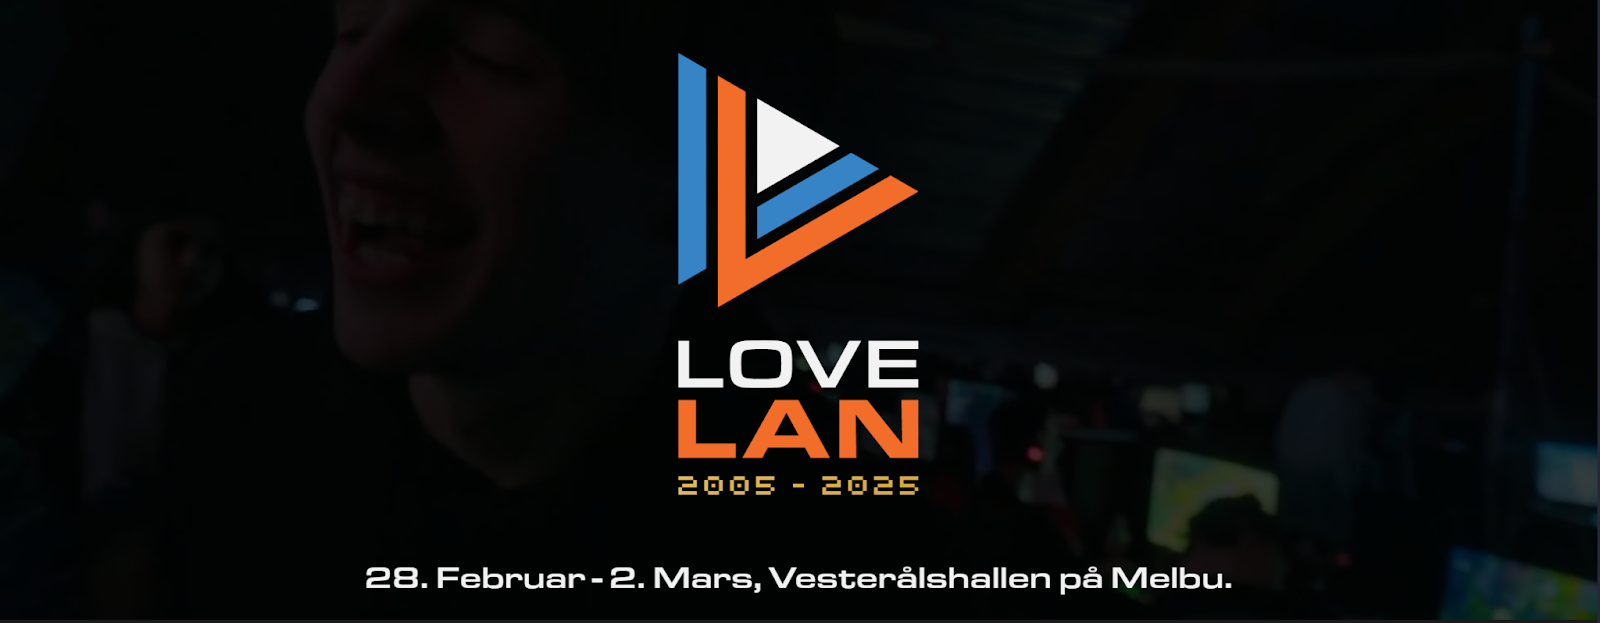 LOVE
LAN
2005 - 2025
28. Februar - 2. Mars, Vesterålshallen på Melbu.